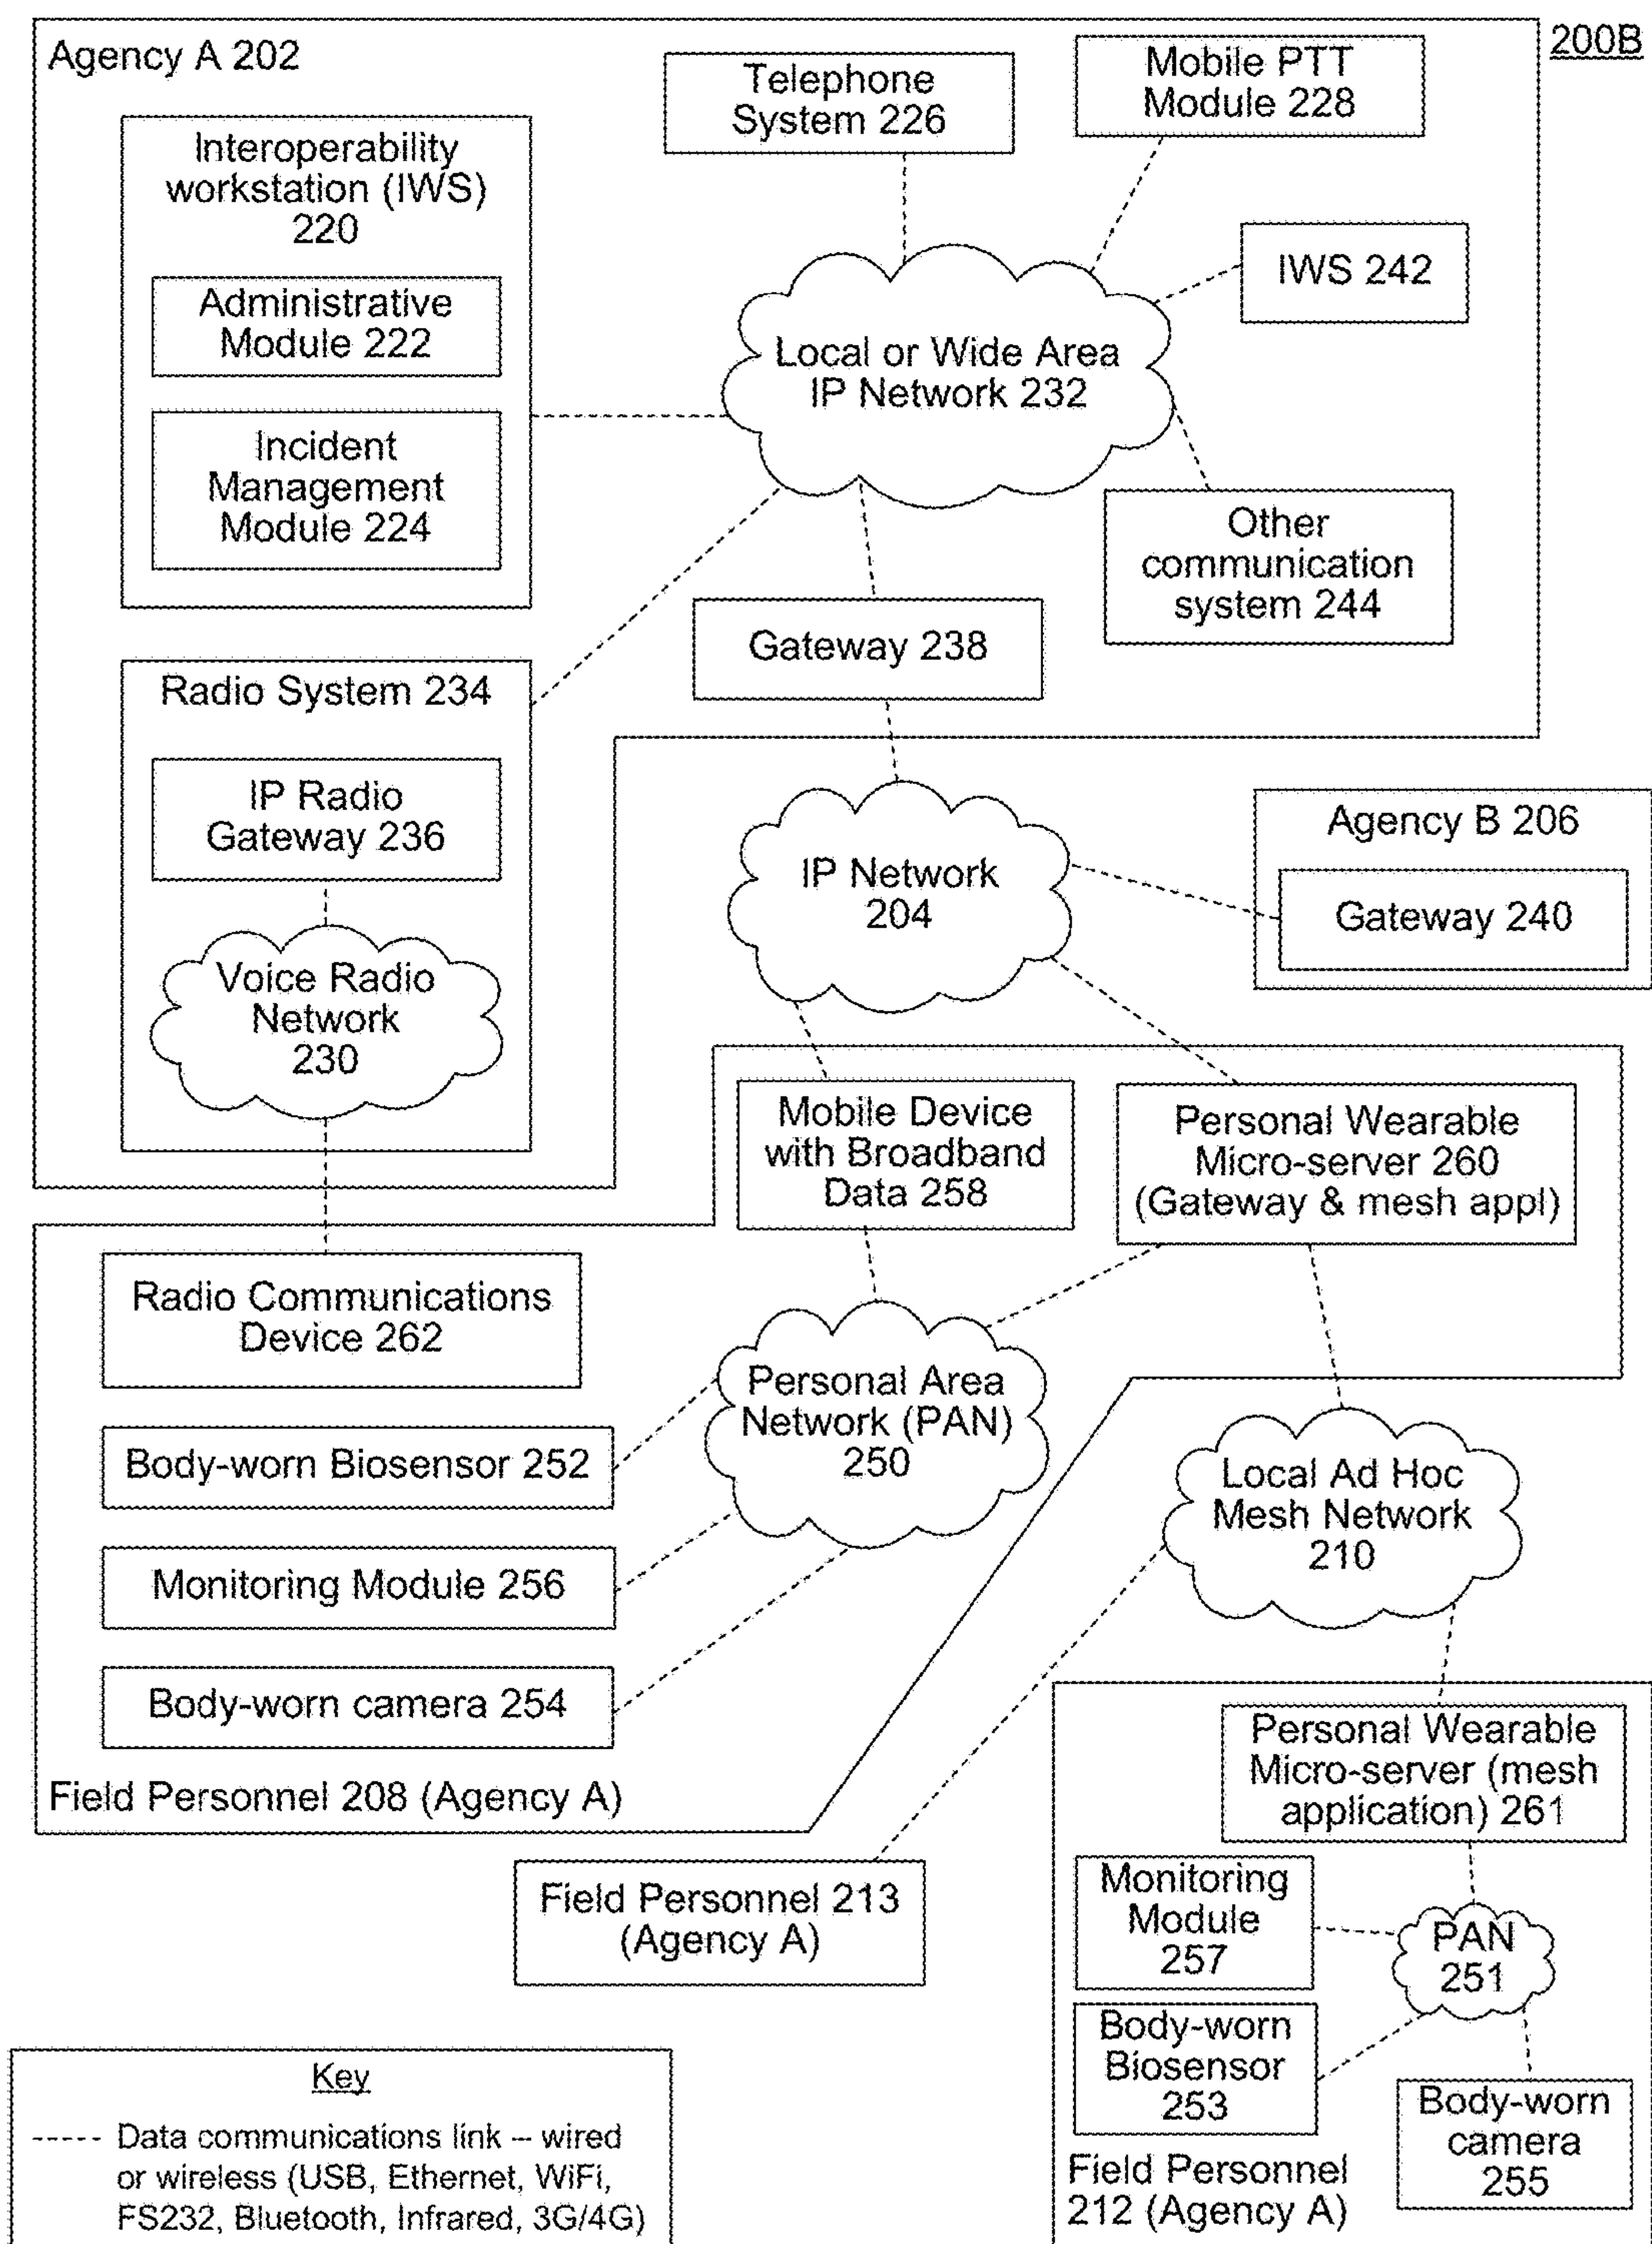 200B
Agency A 202
Telephone
System 226
Mobile PTT
Module 228
Interoperability
workstation (IWS)
220
Administrative
Module 222
Incident
Management
Module 224
IWS 242
Local or Wide Area
IP Network 232
Other
communication
system 244
Gateway 238
Radio System 234
IP Radio
Gateway 236
Voice Radio
Network
230
IP Network
204
Agency B 206
Gateway 240
Mobile Device
with Broadband
Data 258
Personal Wearable
Micro-server 260
(Gateway & mesh appl)
Radio Communications
Device 262
Body-worn Biosensor 252
Monitoring Module 256
Body-worn camera 254
Personal Area
Network (PAN)
250
Field Personnel 208 (Agency A)
Local Ad Hoc
Mesh Network
210
Field Personnel 213
(Agency A)
Personal Wearable
Micro-server (mesh
application) 261
Monitoring
Module
257
PAN
251
Body-worn
Biosensor
253
Body-worn
camera
255
Field Personnel
212 (Agency A)
Key
----- Data communications link – wired
or wireless (USB, Ethernet, WiFi,
FS232, Bluetooth, Infrared, 3G/4G)